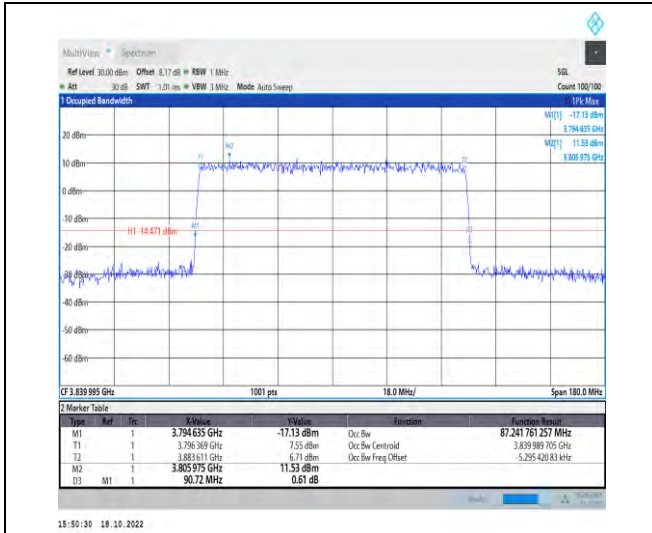 MultiView Spectrum
Ref Level 30.00 dBm Offset 8.17 dB RBW 1 MHz SGL
Att 30 dB SWT 1.01 ms VBW 3 MHz Mode Auto Sweep Count 100/100
1 Occupied Bandwidth 1Pk Max
M1[1] -17.13 dBm
3.794 635 GHz
M2[1] 11.53 dBm
3.805 975 GHz
20 dBm
M2
T1 T2
10 dBm
0 dBm
-10 dBm
M1 D3
H1 -14.471 dBm
-20 dBm
-30 dBm
-40 dBm
-50 dBm
-60 dBm
CF 3.839 995 GHz 1001 pts 18.0 MHz/ Span 180.0 MHz
2 Marker Table
Type Ref Trc X-Value Y-Value Function Function Result
M1 1 3.794 635 GHz -17.13 dBm Occ Bw 87.241 761 257 MHz
T1 1 3.796 369 GHz 7.55 dBm Occ Bw Centroid 3.839 989 705 GHz
T2 1 3.883 611 GHz 6.71 dBm Occ Bw Freq Offset -5.295 420 83 kHz
M2 1 3.805 975 GHz 11.53 dBm
D3 M1 1 90.72 MHz 0.61 dB
15:50:30 18.10.2022